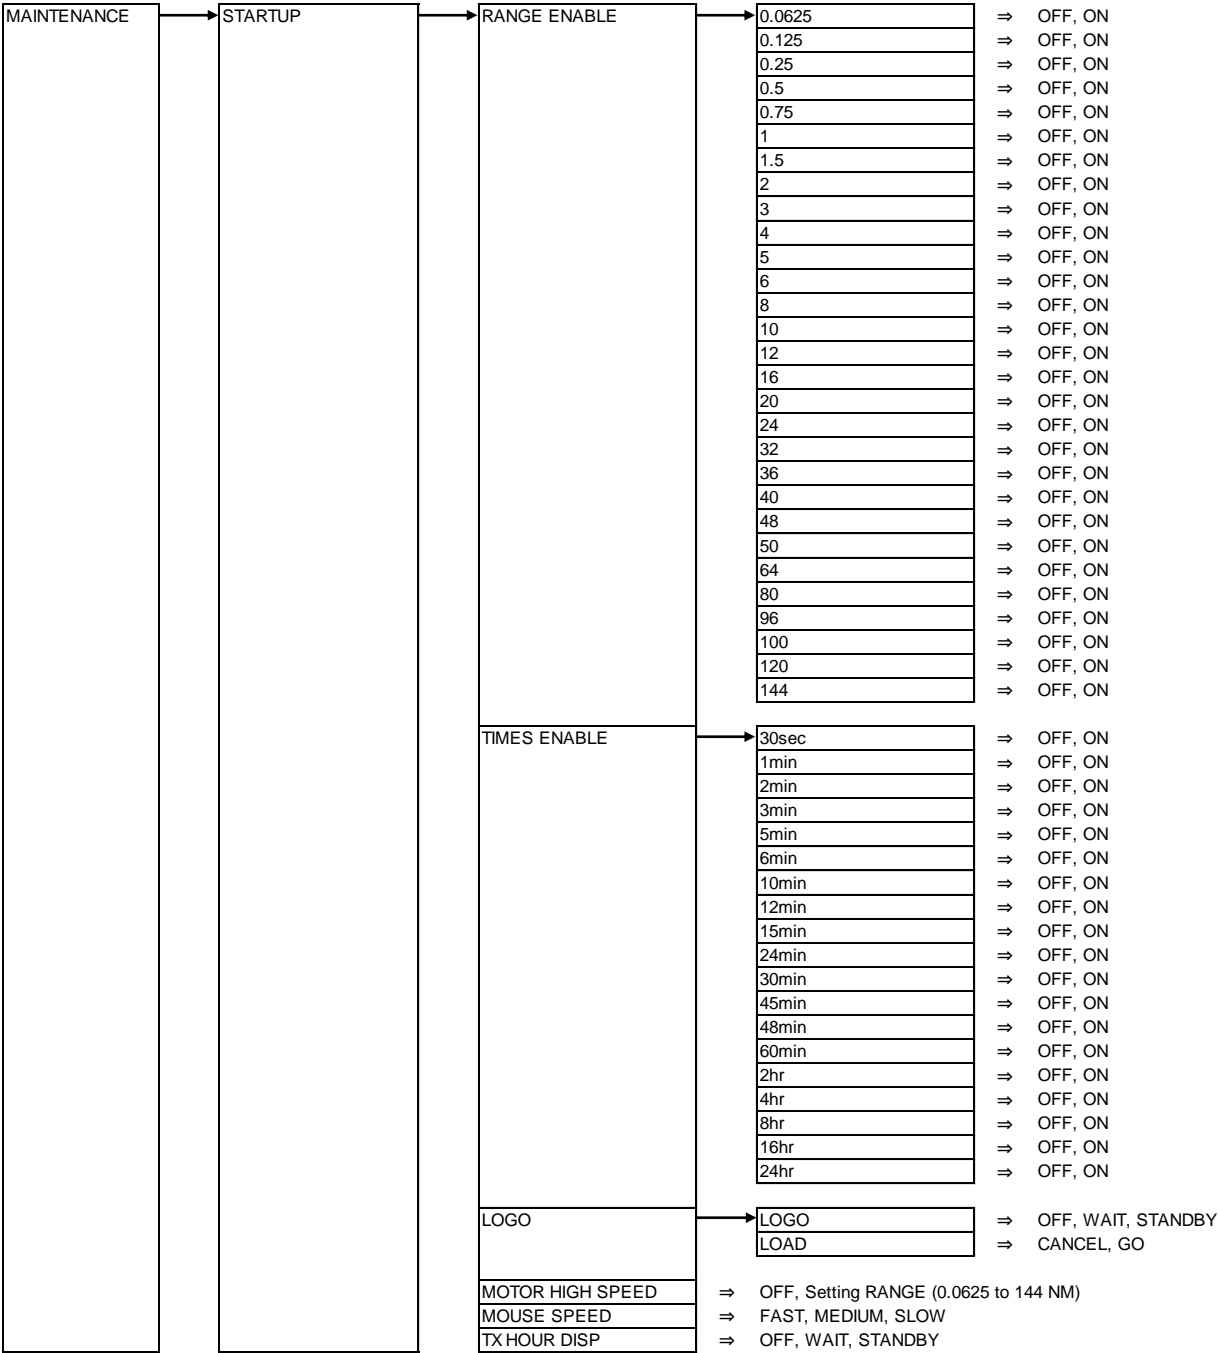 MAINTENANCE STARTUP RANGE ENABLE 0.0625 ⇒ OFF, ON
0.125 ⇒ OFF, ON
0.25 ⇒ OFF, ON
0.5 ⇒ OFF, ON
0.75 ⇒ OFF, ON
1 ⇒ OFF, ON
1.5 ⇒ OFF, ON
2 ⇒ OFF, ON
3 ⇒ OFF, ON
4 ⇒ OFF, ON
5 ⇒ OFF, ON
6 ⇒ OFF, ON
8 ⇒ OFF, ON
10 ⇒ OFF, ON
12 ⇒ OFF, ON
16 ⇒ OFF, ON
20 ⇒ OFF, ON
24 ⇒ OFF, ON
32 ⇒ OFF, ON
36 ⇒ OFF, ON
40 ⇒ OFF, ON
48 ⇒ OFF, ON
50 ⇒ OFF, ON
64 ⇒ OFF, ON
80 ⇒ OFF, ON
96 ⇒ OFF, ON
100 ⇒ OFF, ON
120 ⇒ OFF, ON
144 ⇒ OFF, ON
TIMES ENABLE 30sec ⇒ OFF, ON
1min ⇒ OFF, ON
2min ⇒ OFF, ON
3min ⇒ OFF, ON
5min ⇒ OFF, ON
6min ⇒ OFF, ON
10min ⇒ OFF, ON
12min ⇒ OFF, ON
15min ⇒ OFF, ON
24min ⇒ OFF, ON
30min ⇒ OFF, ON
45min ⇒ OFF, ON
48min ⇒ OFF, ON
60min ⇒ OFF, ON
2hr ⇒ OFF, ON
4hr ⇒ OFF, ON
8hr ⇒ OFF, ON
16hr ⇒ OFF, ON
24hr ⇒ OFF, ON
LOGO LOGO ⇒ OFF, WAIT, STANDBY
LOAD ⇒ CANCEL, GO
MOTOR HIGH SPEED ⇒ OFF, Setting RANGE (0.0625 to 144 NM)
MOUSE SPEED ⇒ FAST, MEDIUM, SLOW
TX HOUR DISP ⇒ OFF, WAIT, STANDBY